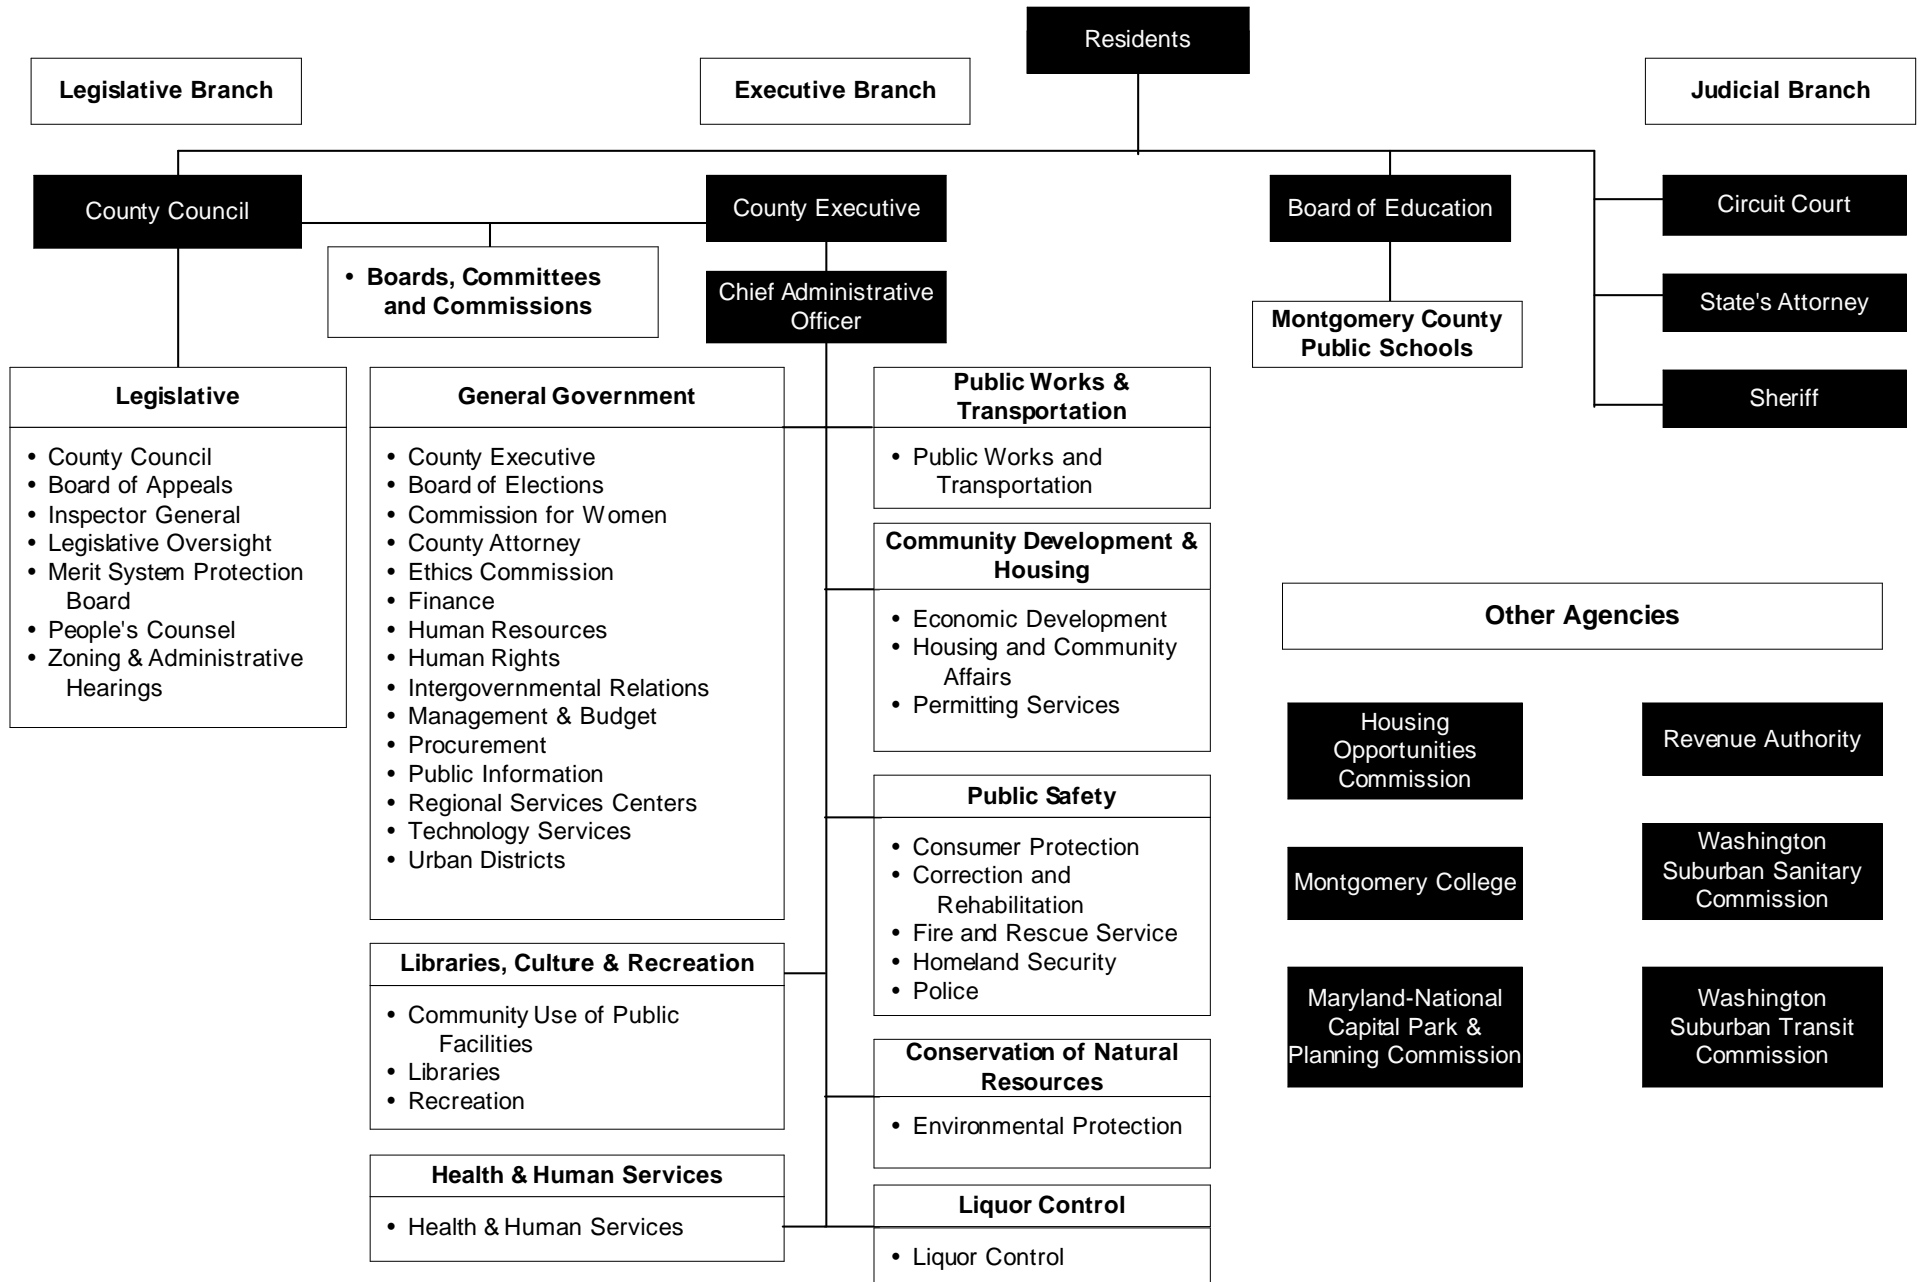 Residents
Legislative Branch
Executive Branch
Judicial Branch
County Council
County Executive
Board of Education
Circuit Court
• Boards, Committees
and Commissions
Chief Administrative
Officer
State's Attorney
Montgomery County
Public Schools
Sheriff
Legislative
• County Council
• Board of Appeals
• Inspector General
• Legislative Oversight
• Merit System Protection
Board
• People's Counsel
• Zoning & Administrative
Hearings
General Government
• County Executive
• Board of Elections
• Commission for Women
• County Attorney
• Ethics Commission
• Finance
• Human Resources
• Human Rights
• Intergovernmental Relations
• Management & Budget
• Procurement
• Public Information
• Regional Services Centers
• Technology Services
• Urban Districts
Libraries, Culture & Recreation
• Community Use of Public
Facilities
• Libraries
• Recreation
Health & Human Services
• Health & Human Services
Public Works &
Transportation
• Public Works and
Transportation
Community Development &
Housing
• Economic Development
• Housing and Community
Affairs
• Permitting Services
Public Safety
• Consumer Protection
• Correction and
Rehabilitation
• Fire and Rescue Service
• Homeland Security
• Police
Conservation of Natural
Resources
• Environmental Protection
Liquor Control
• Liquor Control
Other Agencies
Housing
Opportunities
Commission
Revenue Authority
Montgomery College
Washington
Suburban Sanitary
Commission
Maryland-National
Capital Park &
Planning Commission
Washington
Suburban Transit
Commission